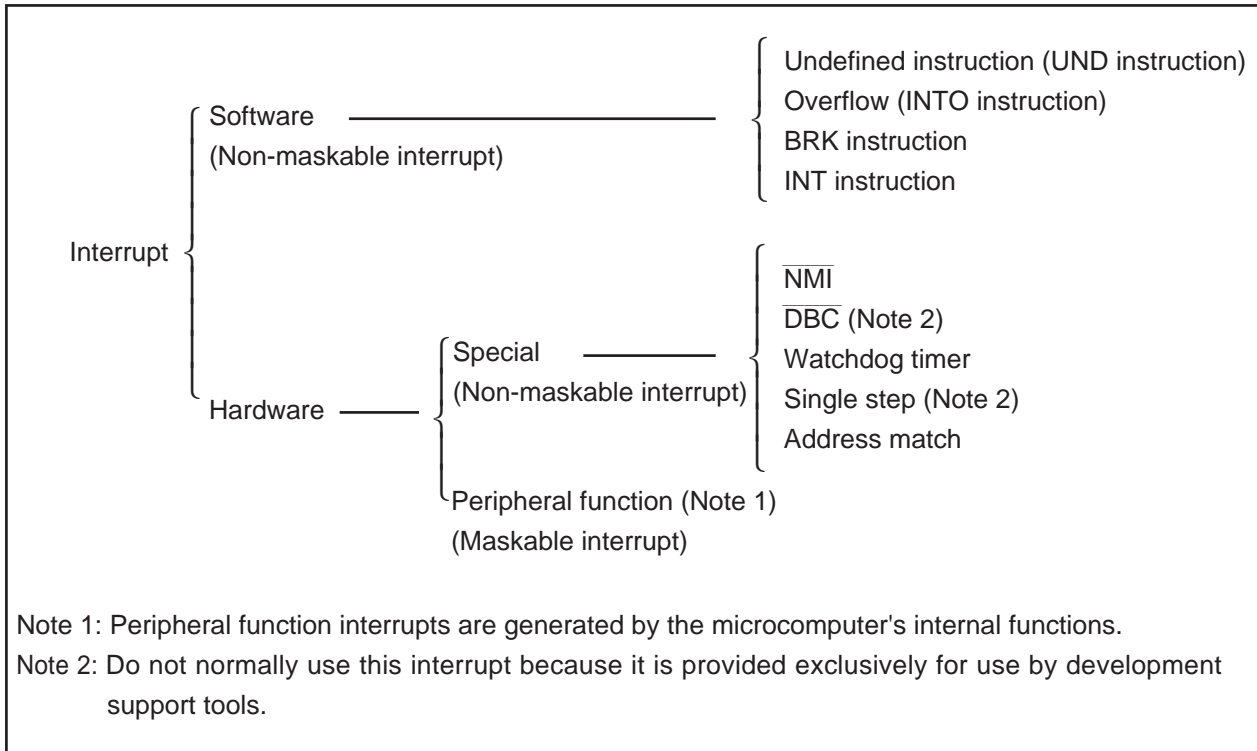 Undefined instruction (UND instruction)
Overflow (INTO instruction)
BRK instruction
INT instruction
Software
(Non-maskable interrupt)
Interrupt
Hardware
Special
(Non-maskable interrupt)
N̅M̅I̅
D̅B̅C̅ (Note 2)
Watchdog timer
Single step (Note 2)
Address match
Peripheral function (Note 1)
(Maskable interrupt)
Note 1: Peripheral function interrupts are generated by the microcomputer's internal functions.
Note 2: Do not normally use this interrupt because it is provided exclusively for use by development
support tools.